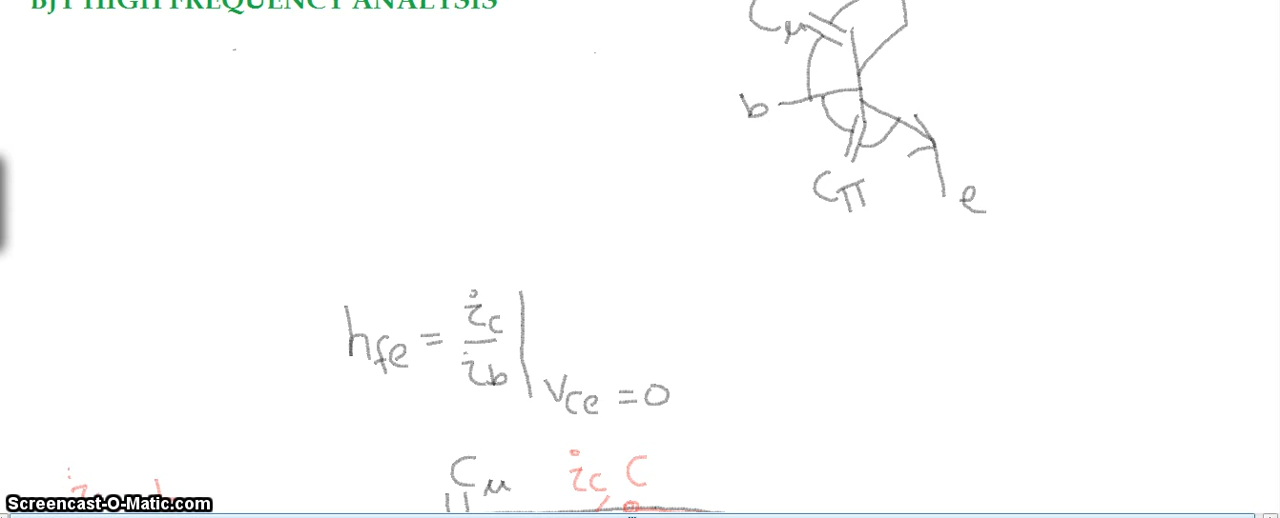 BJT HIGH FREQUENCY ANALYSIS
Cμ
b
Cπ
e
hfe = ic/ib | Vce = 0
Cμ ic C
i b
Screencast-O-Matic.com